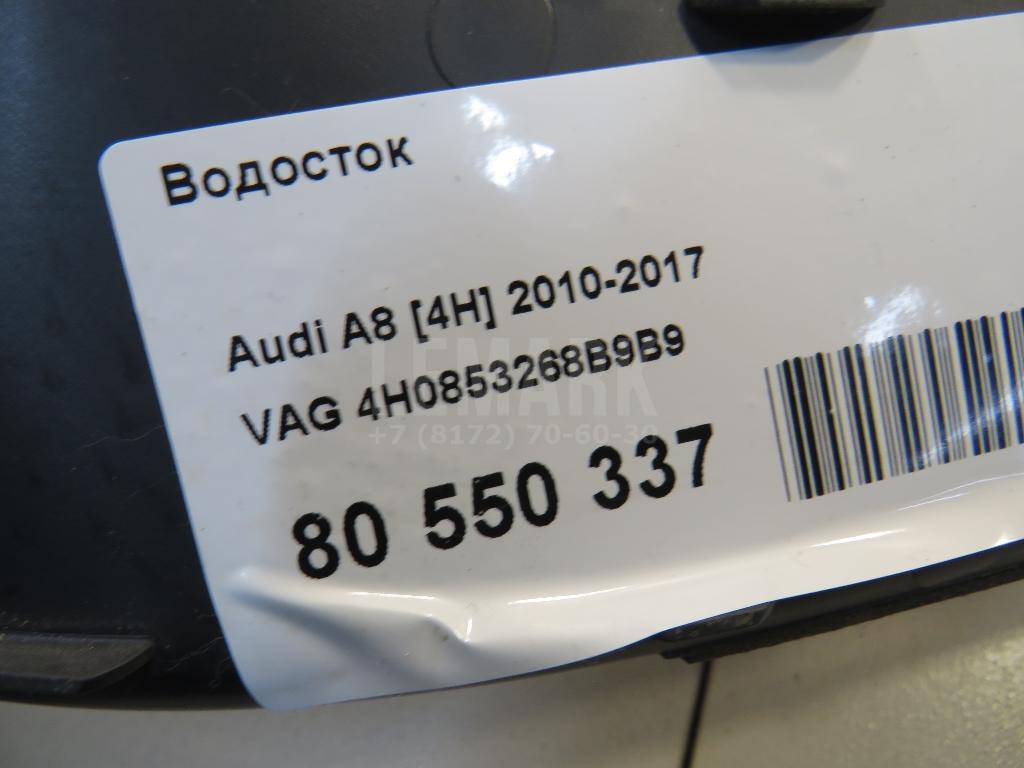 Водосток
Audi A8 [4H] 2010-2017
VAG 4H0853268B9B9
LEMARK
+7 (8172) 70-60-30
80 550 337